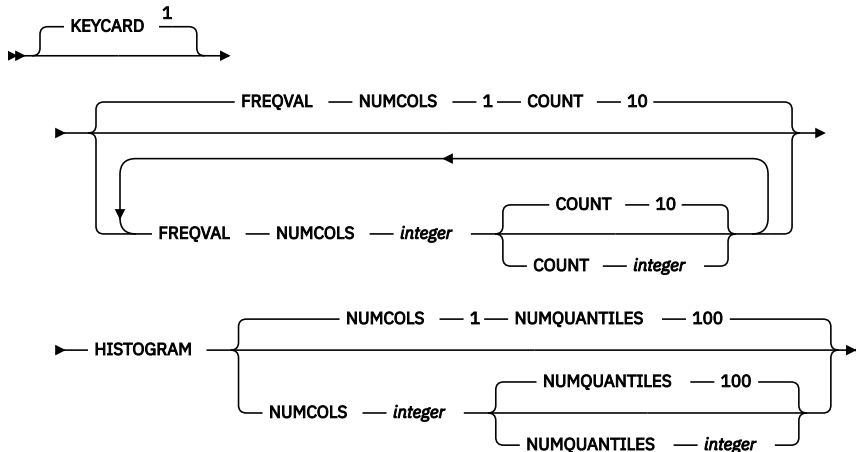 KEYCARD 1
FREQVAL NUMCOLS 1 COUNT 10
COUNT 10
FREQVAL NUMCOLS integer
COUNT integer
NUMCOLS 1 NUMQUANTILES 100
HISTOGRAM
NUMQUANTILES 100
NUMCOLS integer
NUMQUANTILES integer